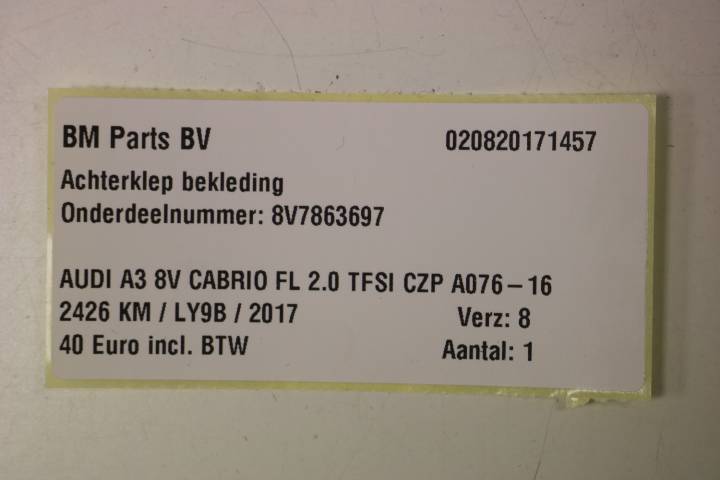 BM Parts BV 020820171457
Achterklep bekleding
Onderdeelnummer: 8V7863697
AUDI A3 8V CABRIO FL 2.0 TFSI CZP A076-16
2426 KM / LY9B / 2017 Verz: 8
40 Euro incl. BTW Aantal: 1